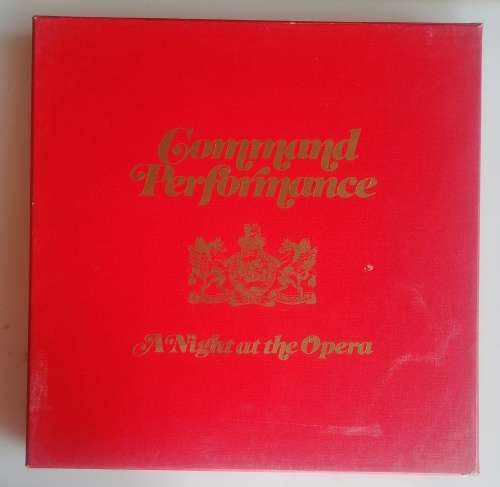 Command
Performance
A Night at the Opera